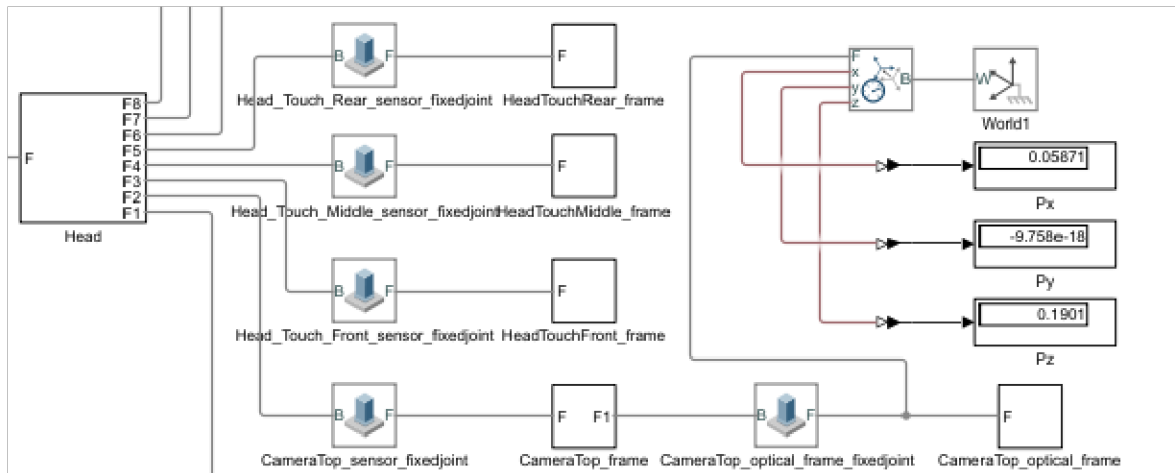 F
F8
F7
F6
F5
F4
F3
F2
F1
Head
B
F
Head_Touch_Rear_sensor_fixedjoint
F
HeadTouchRear_frame
B
F
Head_Touch_Middle_sensor_fixedjoint
F
HeadTouchMiddle_frame
B
F
Head_Touch_Front_sensor_fixedjoint
F
HeadTouchFront_frame
B
F
CameraTop_sensor_fixedjoint
F
F1
CameraTop_frame
B
F
CameraTop_optical_frame_fixedjoint
F
CameraTop_optical_frame
F
x
y
z
B
W
World1
0.05871
Px
-9.758e-18
Py
0.1901
Pz